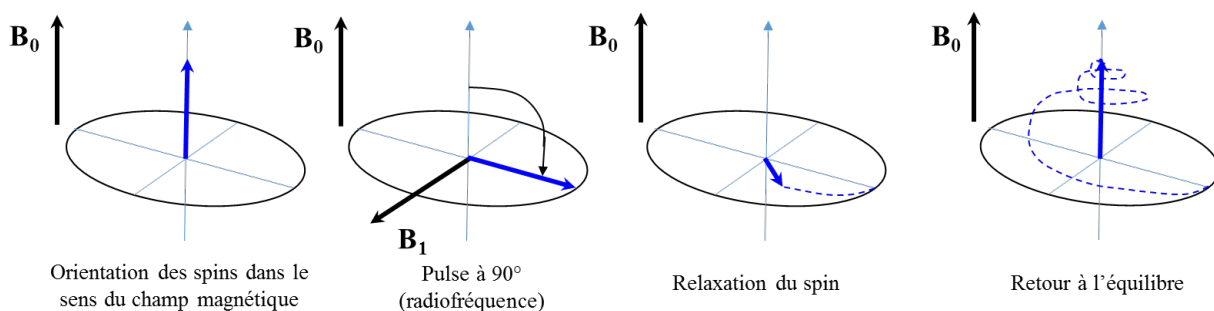 B0
B0
B0
B0
B1
Orientation des spins dans le
sens du champ magnétique
Pulse à 90°
(radiofréquence)
Relaxation du spin
Retour à l'équilibre